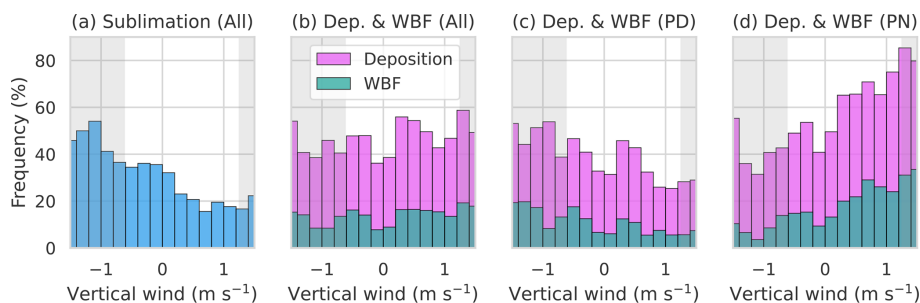 (a) Sublimation (All)
(b) Dep. & WBF (All)
(c) Dep. & WBF (PD)
(d) Dep. & WBF (PN)
Frequency (%)
80
60
40
20
0
Deposition
WBF
−1 0 1
−1 0 1
−1 0 1
−1 0 1
Vertical wind (m s⁻¹)
Vertical wind (m s⁻¹)
Vertical wind (m s⁻¹)
Vertical wind (m s⁻¹)